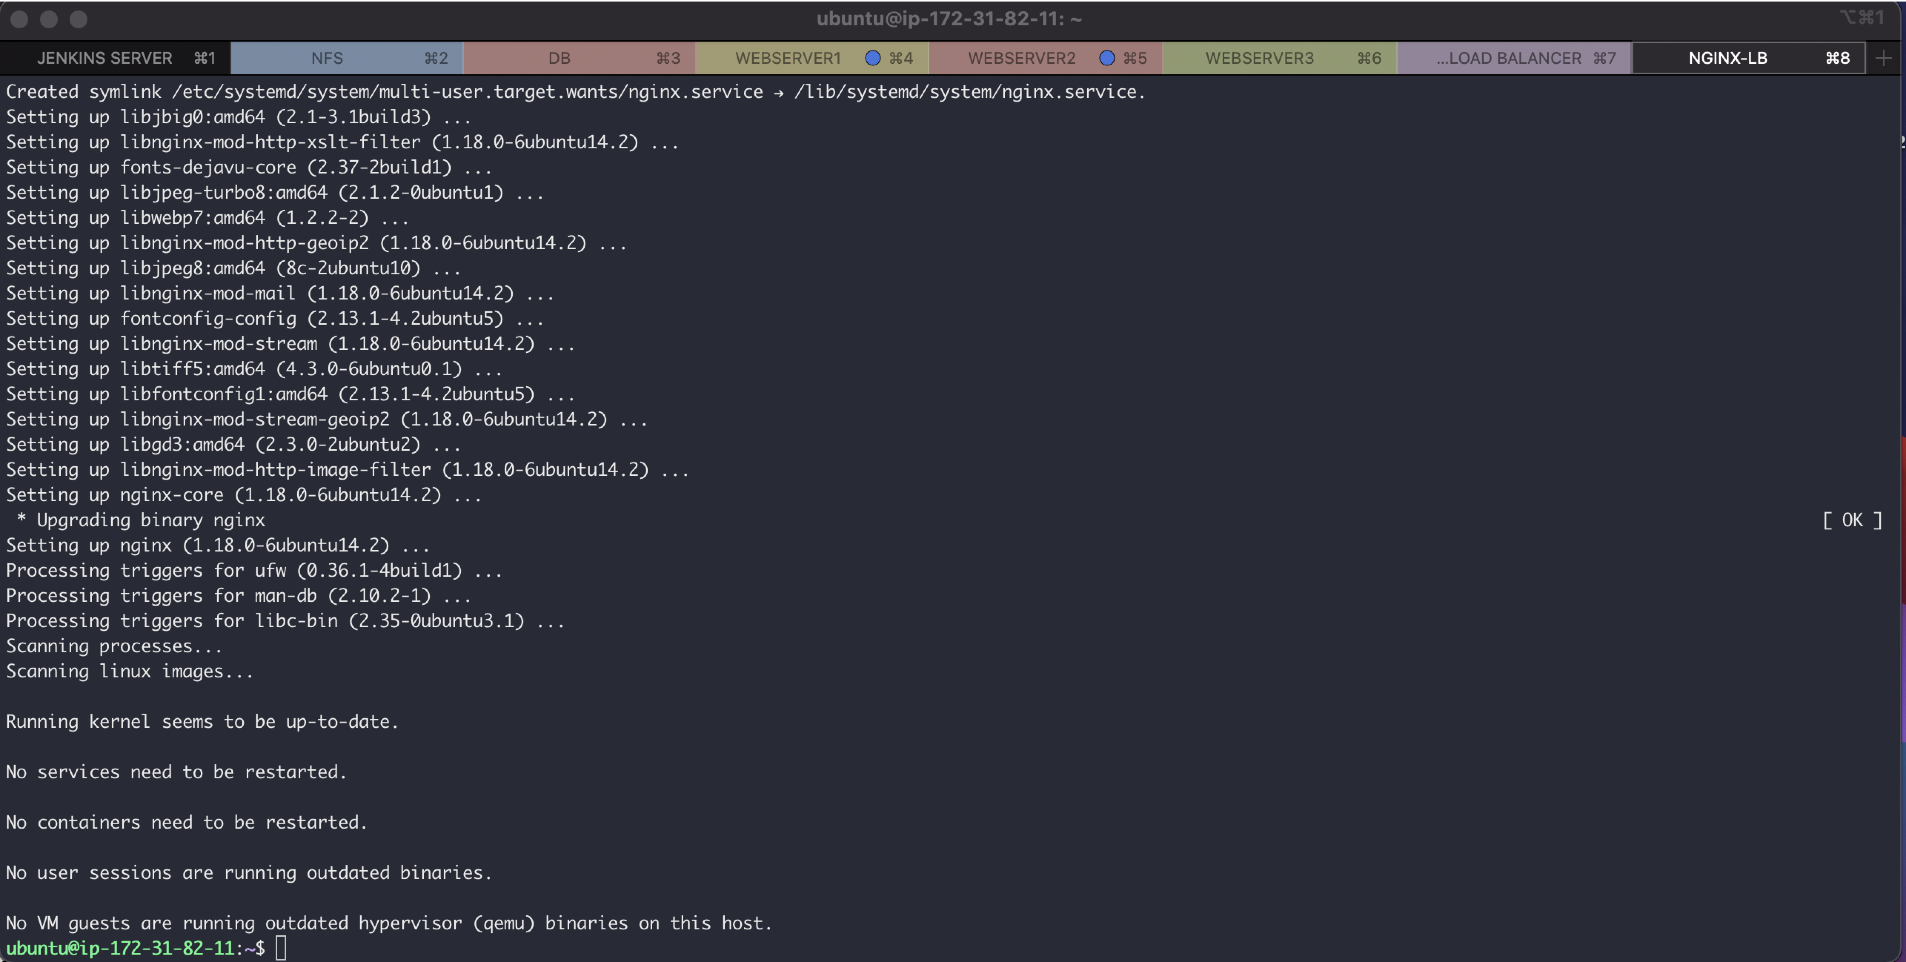 ubuntu@ip-172-31-82-11: ~
⌥⌘1
JENKINS SERVER ⌘1 NFS ⌘2 DB ⌘3 WEBSERVER1 ⌘4 WEBSERVER2 ⌘5 WEBSERVER3 ⌘6 ...LOAD BALANCER ⌘7 NGINX-LB ⌘8 +
Created symlink /etc/systemd/system/multi-user.target.wants/nginx.service → /lib/systemd/system/nginx.service.
Setting up libjbig0:amd64 (2.1-3.1build3) ...
Setting up libnginx-mod-http-xslt-filter (1.18.0-6ubuntu14.2) ...
Setting up fonts-dejavu-core (2.37-2build1) ...
Setting up libjpeg-turbo8:amd64 (2.1.2-0ubuntu1) ...
Setting up libwebp7:amd64 (1.2.2-2) ...
Setting up libnginx-mod-http-geoip2 (1.18.0-6ubuntu14.2) ...
Setting up libjpeg8:amd64 (8c-2ubuntu10) ...
Setting up libnginx-mod-mail (1.18.0-6ubuntu14.2) ...
Setting up fontconfig-config (2.13.1-4.2ubuntu5) ...
Setting up libnginx-mod-stream (1.18.0-6ubuntu14.2) ...
Setting up libtiff5:amd64 (4.3.0-6ubuntu0.1) ...
Setting up libfontconfig1:amd64 (2.13.1-4.2ubuntu5) ...
Setting up libnginx-mod-stream-geoip2 (1.18.0-6ubuntu14.2) ...
Setting up libgd3:amd64 (2.3.0-2ubuntu2) ...
Setting up libnginx-mod-http-image-filter (1.18.0-6ubuntu14.2) ...
Setting up nginx-core (1.18.0-6ubuntu14.2) ...
* Upgrading binary nginx [ OK ]
Setting up nginx (1.18.0-6ubuntu14.2) ...
Processing triggers for ufw (0.36.1-4build1) ...
Processing triggers for man-db (2.10.2-1) ...
Processing triggers for libc-bin (2.35-0ubuntu3.1) ...
Scanning processes...
Scanning linux images...
Running kernel seems to be up-to-date.
No services need to be restarted.
No containers need to be restarted.
No user sessions are running outdated binaries.
No VM guests are running outdated hypervisor (qemu) binaries on this host.
ubuntu@ip-172-31-82-11:~$